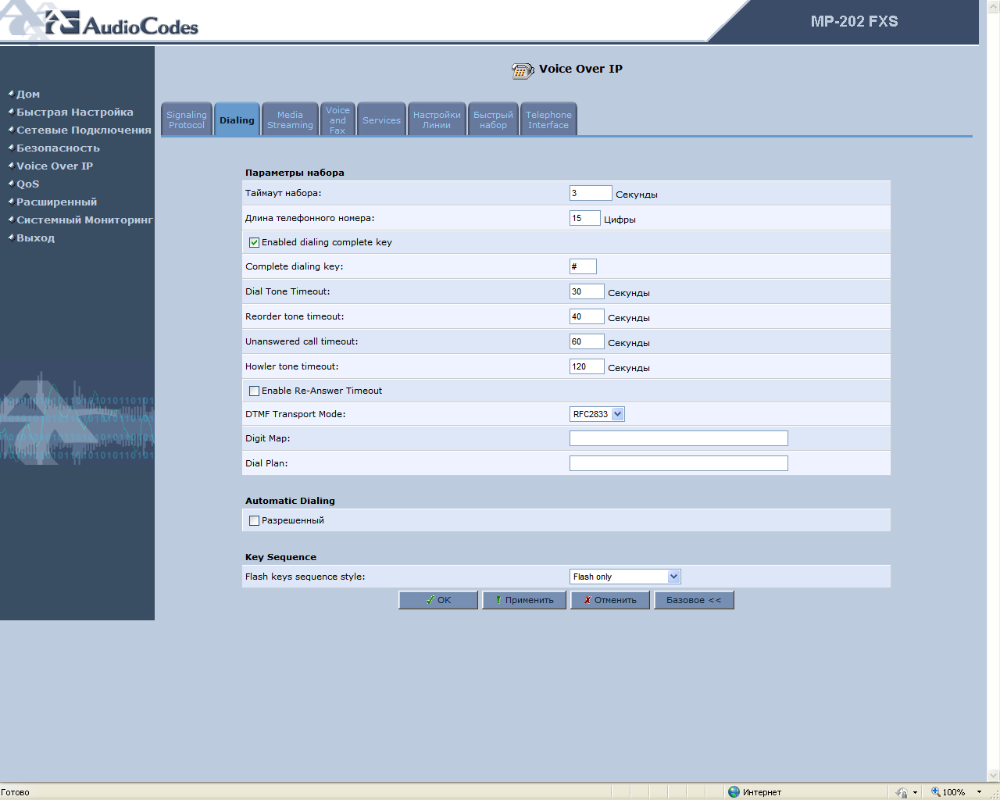 AudioCodes
MP-202 FXS
Дом
Быстрая Настройка
Сетевые Подключения
Безопасность
Voice Over IP
QoS
Расширенный
Системный Мониторинг
Выход
Voice Over IP
Signaling Protocol
Dialing
Media Streaming
Voice and Fax
Services
Настройки Линии
Быстрый набор
Telephone Interface
Параметры набора
Таймаут набора: 3 Секунды
Длина телефонного номера: 15 Цифры
Enabled dialing complete key
Complete dialing key: #
Dial Tone Timeout: 30 Секунды
Reorder tone timeout: 40 Секунды
Unanswered call timeout: 60 Секунды
Howler tone timeout: 120 Секунды
Enable Re-Answer Timeout
DTMF Transport Mode: RFC2833
Digit Map:
Dial Plan:
Automatic Dialing
Разрешенный
Key Sequence
Flash keys sequence style: Flash only
OK
Применить
Отменить
Базовое <<
Готово
Интернет
100%